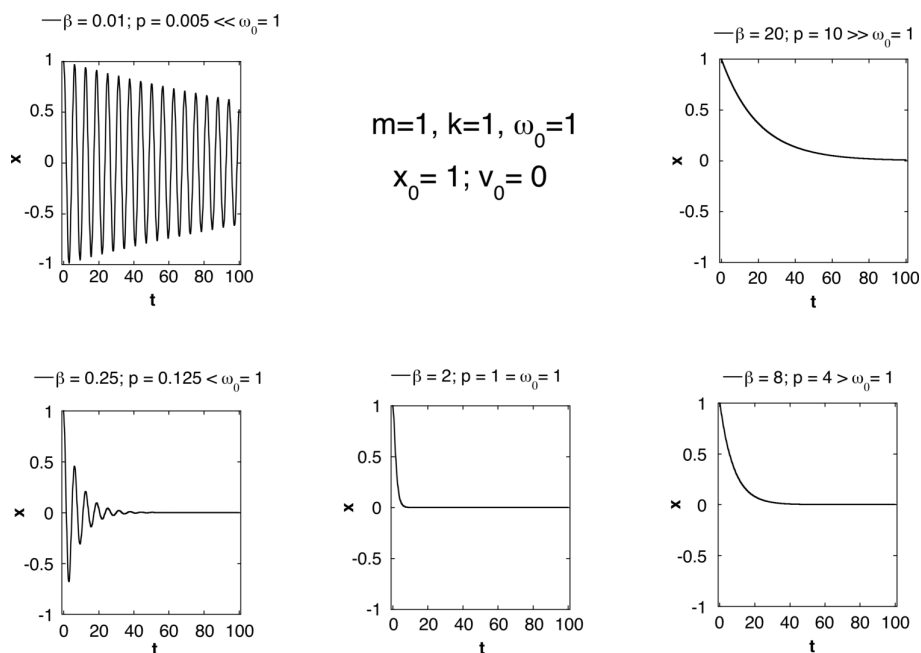 β = 0.01; p = 0.005 << ω₀ = 1
1
0.5
0
-0.5
-1
x
0 20 40 60 80 100
t
m=1, k=1, ω₀=1
x₀= 1; v₀= 0
β = 20; p = 10 >> ω₀ = 1
1
0.5
0
-0.5
-1
x
0 20 40 60 80 100
t
β = 0.25; p = 0.125 < ω₀ = 1
1
0.5
0
-0.5
-1
x
0 20 40 60 80 100
t
β = 2; p = 1 = ω₀ = 1
1
0.5
0
-0.5
-1
x
0 20 40 60 80 100
t
β = 8; p = 4 > ω₀ = 1
1
0.5
0
-0.5
-1
x
0 20 40 60 80 100
t